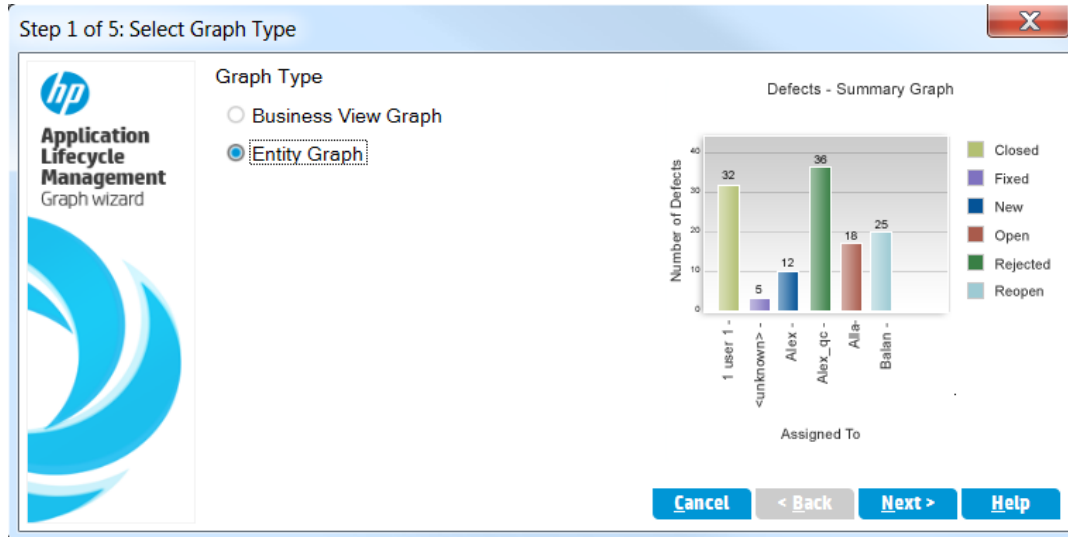 Step 1 of 5: Select Graph Type
X
hp
Application
Lifecycle
Management
Graph wizard
Graph Type
Business View Graph
Entity Graph
Defects - Summary Graph
Number of Defects
40
30
20
10
0
32
5
12
36
18
25
1 user 1 -
<unknown> -
Alex -
Alex_qc -
Alla-
Balan -
Assigned To
Closed
Fixed
New
Open
Rejected
Reopen
Cancel
< Back
Next >
Help